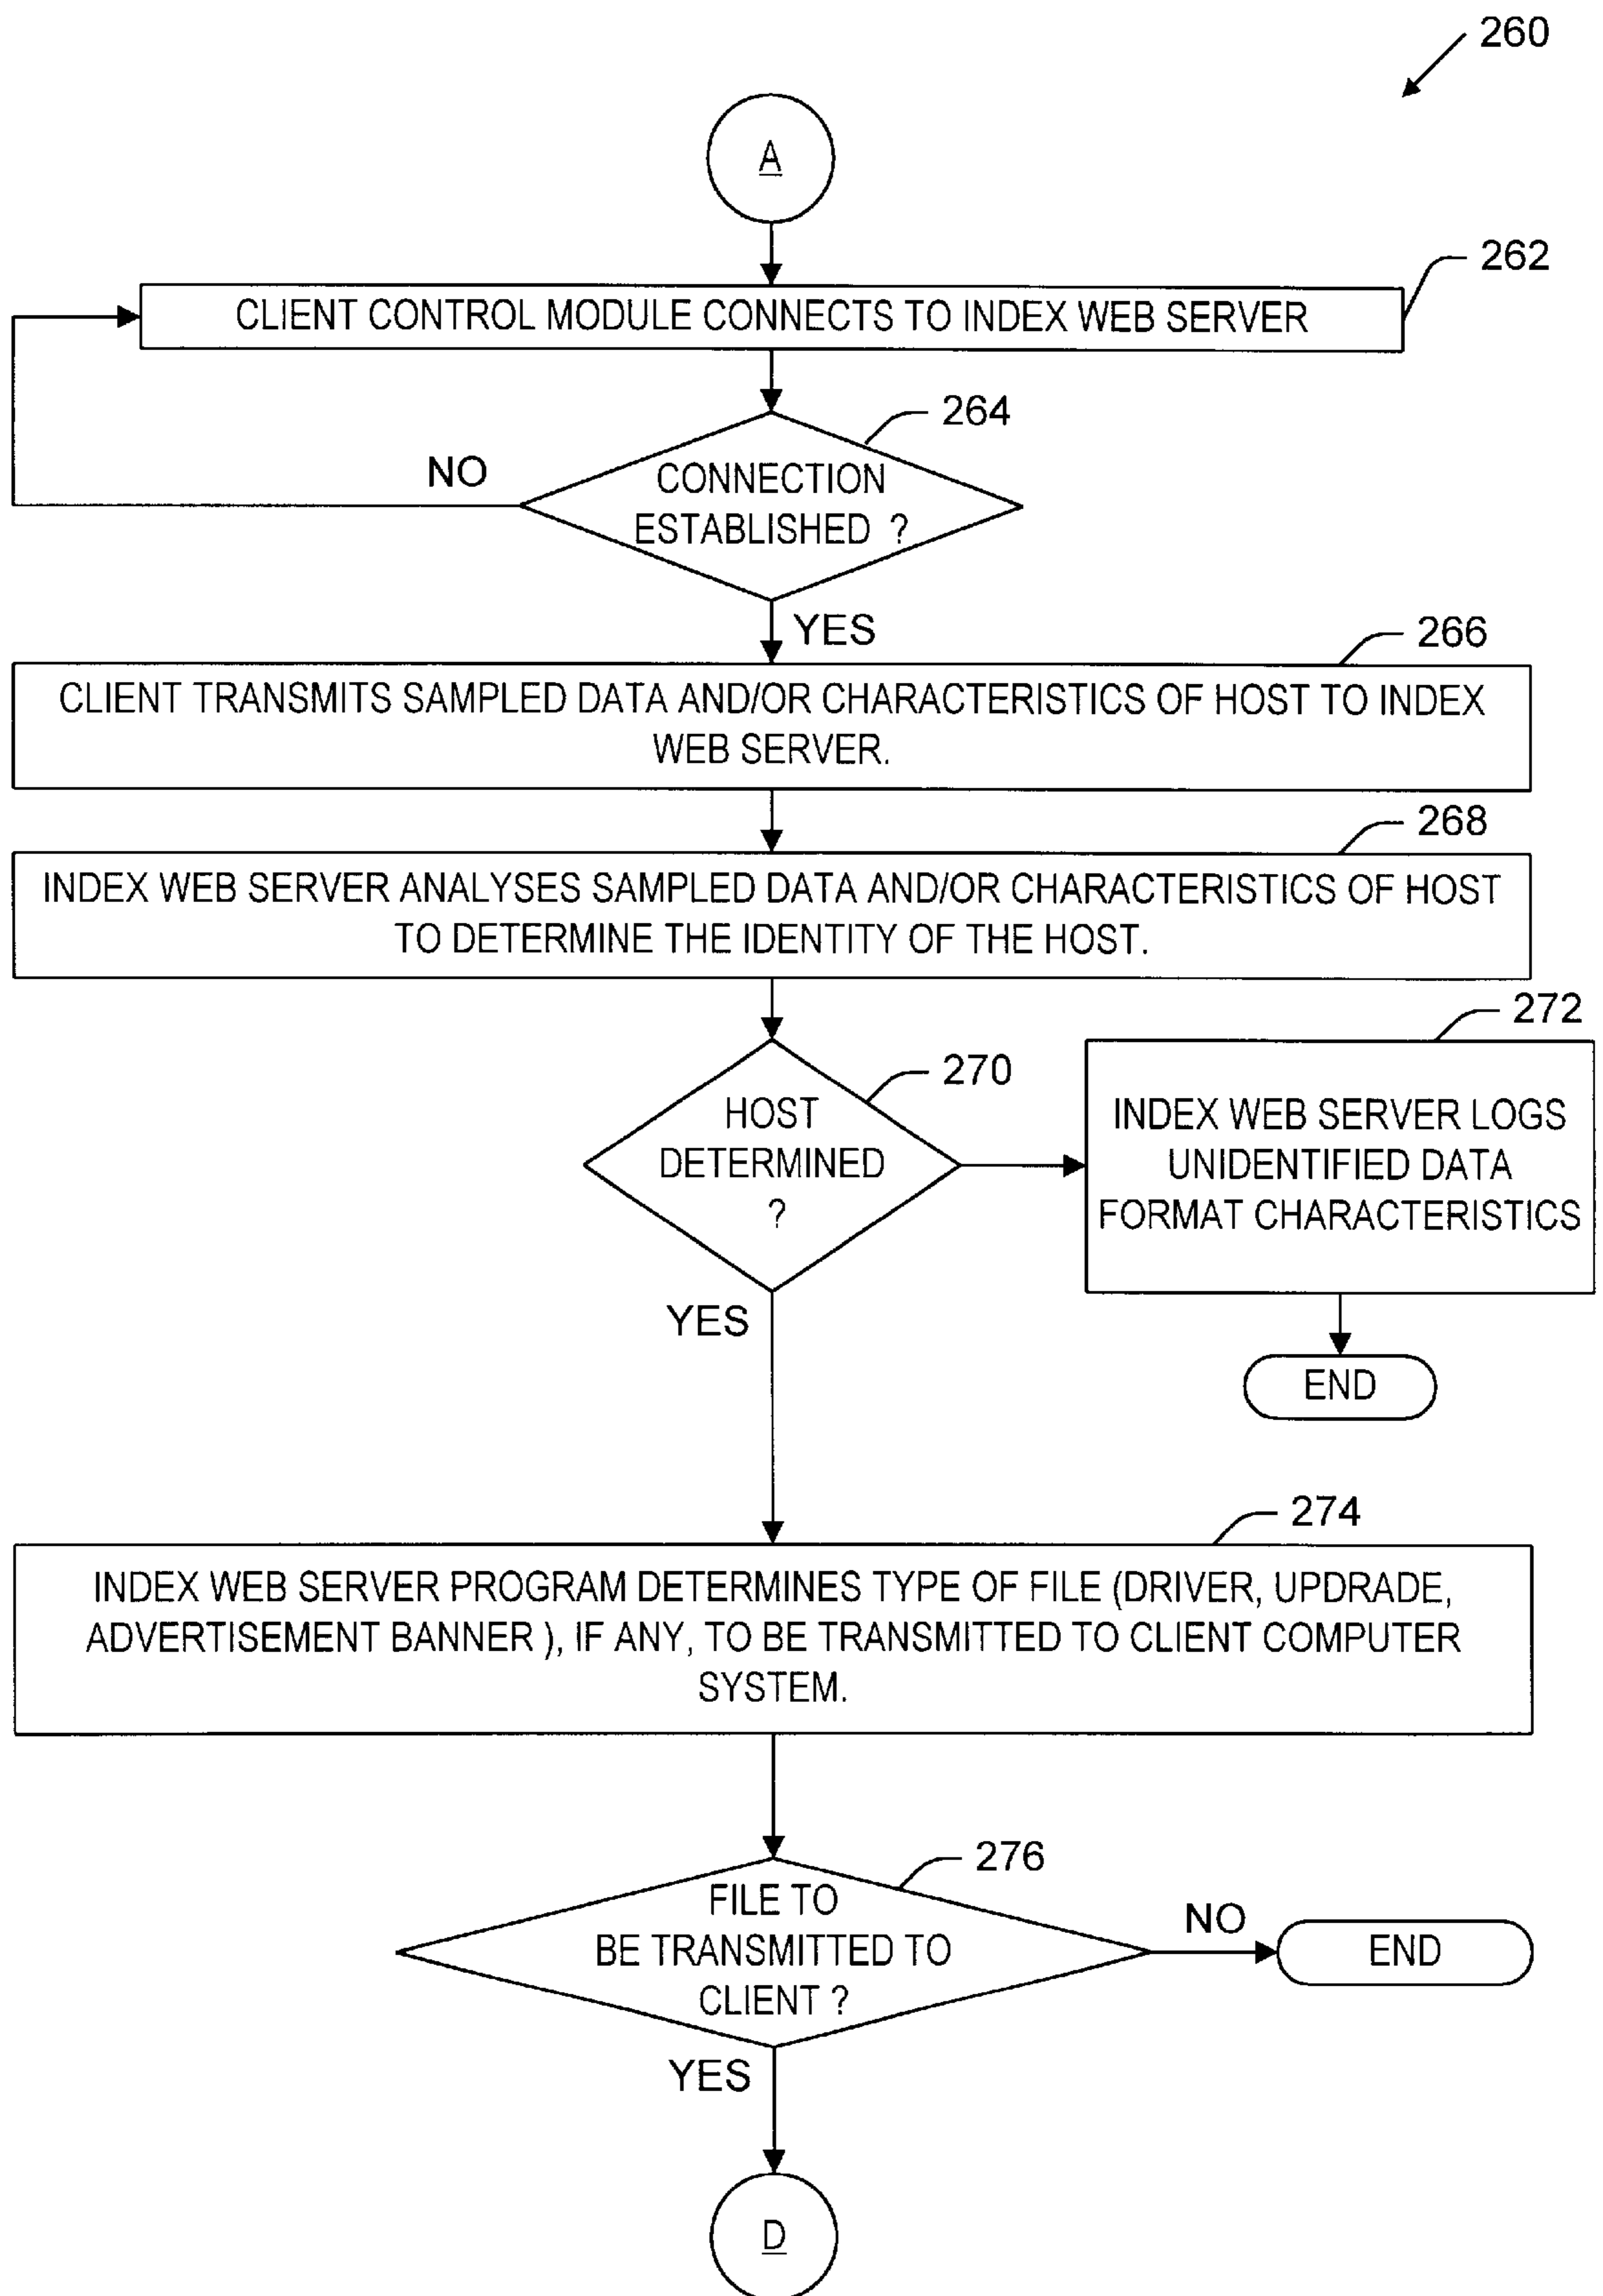 260
A
262
CLIENT CONTROL MODULE CONNECTS TO INDEX WEB SERVER
264
NO
CONNECTION
ESTABLISHED ?
YES
266
CLIENT TRANSMITS SAMPLED DATA AND/OR CHARACTERISTICS OF HOST TO INDEX
WEB SERVER.
268
INDEX WEB SERVER ANALYSES SAMPLED DATA AND/OR CHARACTERISTICS OF HOST
TO DETERMINE THE IDENTITY OF THE HOST.
272
270
HOST
DETERMINED
?
INDEX WEB SERVER LOGS
UNIDENTIFIED DATA
FORMAT CHARACTERISTICS
YES
END
274
INDEX WEB SERVER PROGRAM DETERMINES TYPE OF FILE (DRIVER, UPDRADE,
ADVERTISEMENT BANNER ), IF ANY, TO BE TRANSMITTED TO CLIENT COMPUTER
SYSTEM.
276
FILE TO
BE TRANSMITTED TO
CLIENT ?
NO
END
YES
D